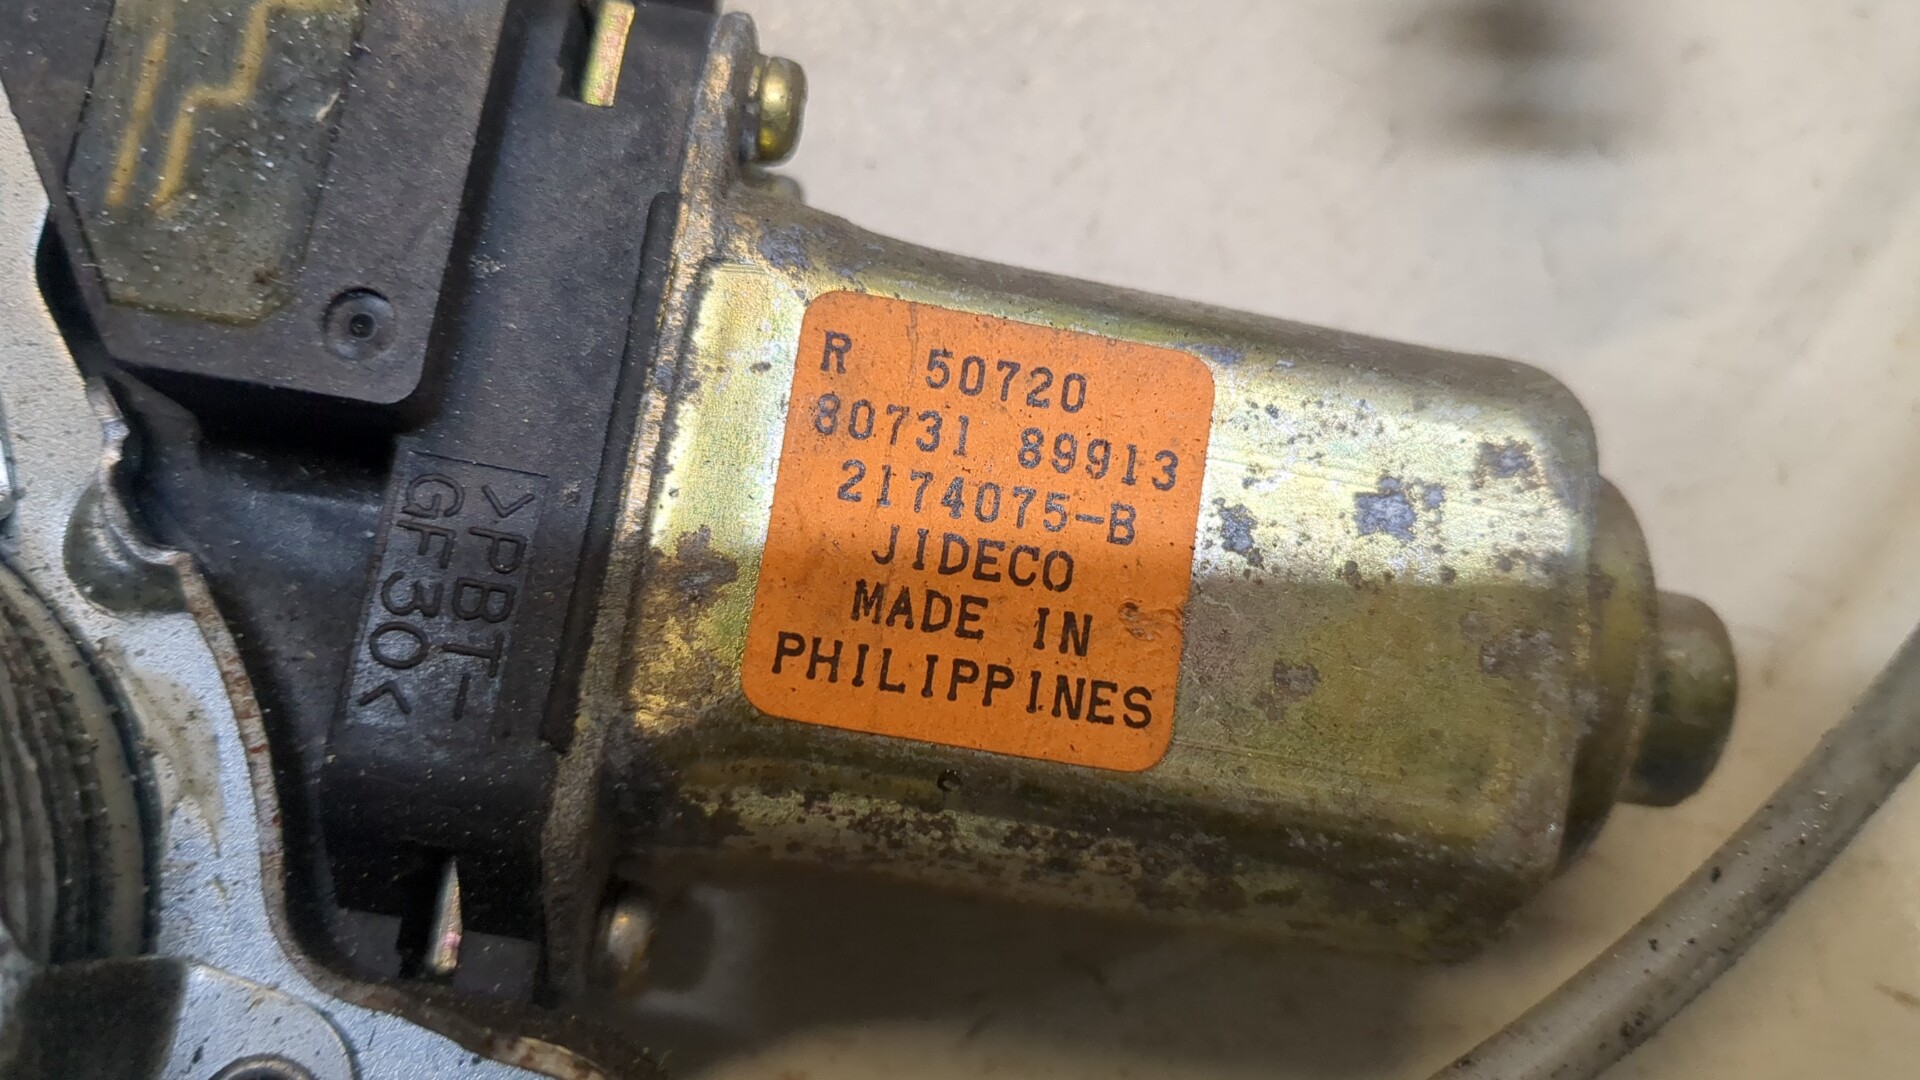 R 50720
80731 89913
2174075-B
JIDECO
MADE IN
PHILIPPINES
>PBT-
GF30<